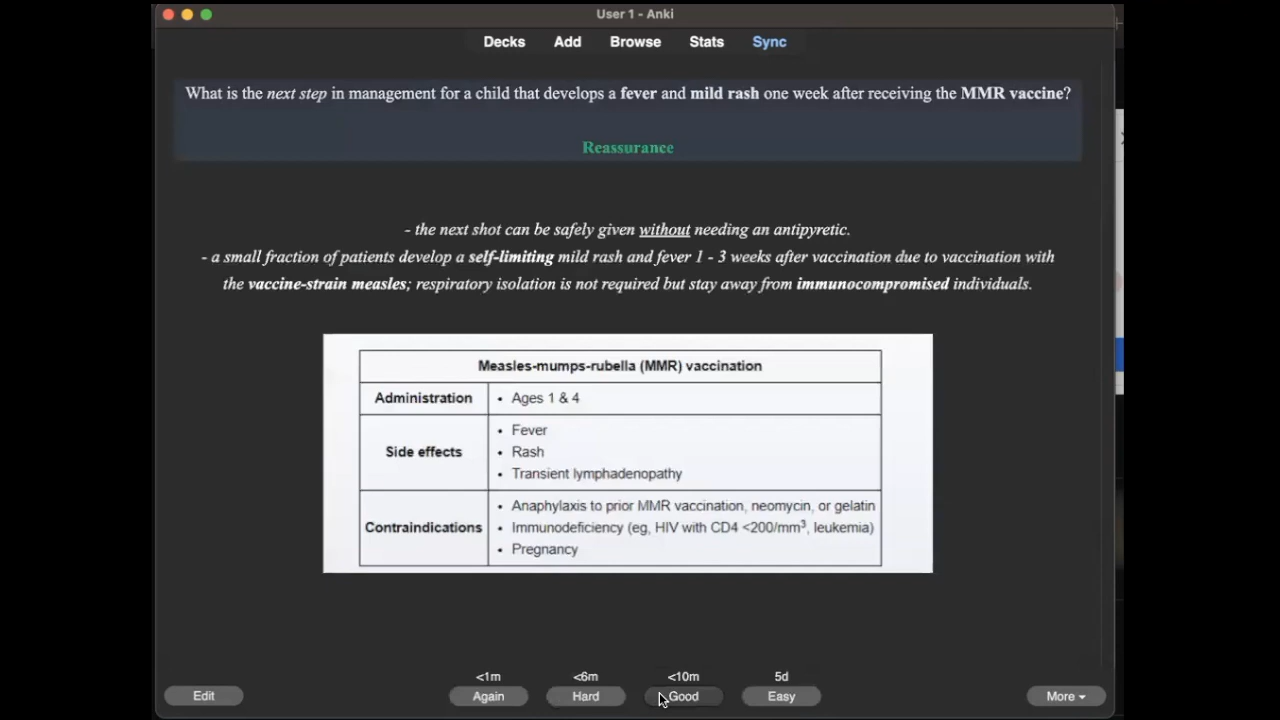 User 1 - Anki
Decks Add Browse Stats Sync
What is the next step in management for a child that develops a fever and mild rash one week after receiving the MMR vaccine?
Reassurance
- the next shot can be safely given without needing an antipyretic.
- a small fraction of patients develop a self-limiting mild rash and fever 1 - 3 weeks after vaccination due to vaccination with
the vaccine-strain measles; respiratory isolation is not required but stay away from immunocompromised individuals.
Measles-mumps-rubella (MMR) vaccination
Administration • Ages 1 & 4
Side effects • Fever
• Rash
• Transient lymphadenopathy
Contraindications • Anaphylaxis to prior MMR vaccination, neomycin, or gelatin
• Immunodeficiency (eg, HIV with CD4 <200/mm³, leukemia)
• Pregnancy
<1m <6m <10m 5d
Edit Again Hard Good Easy More